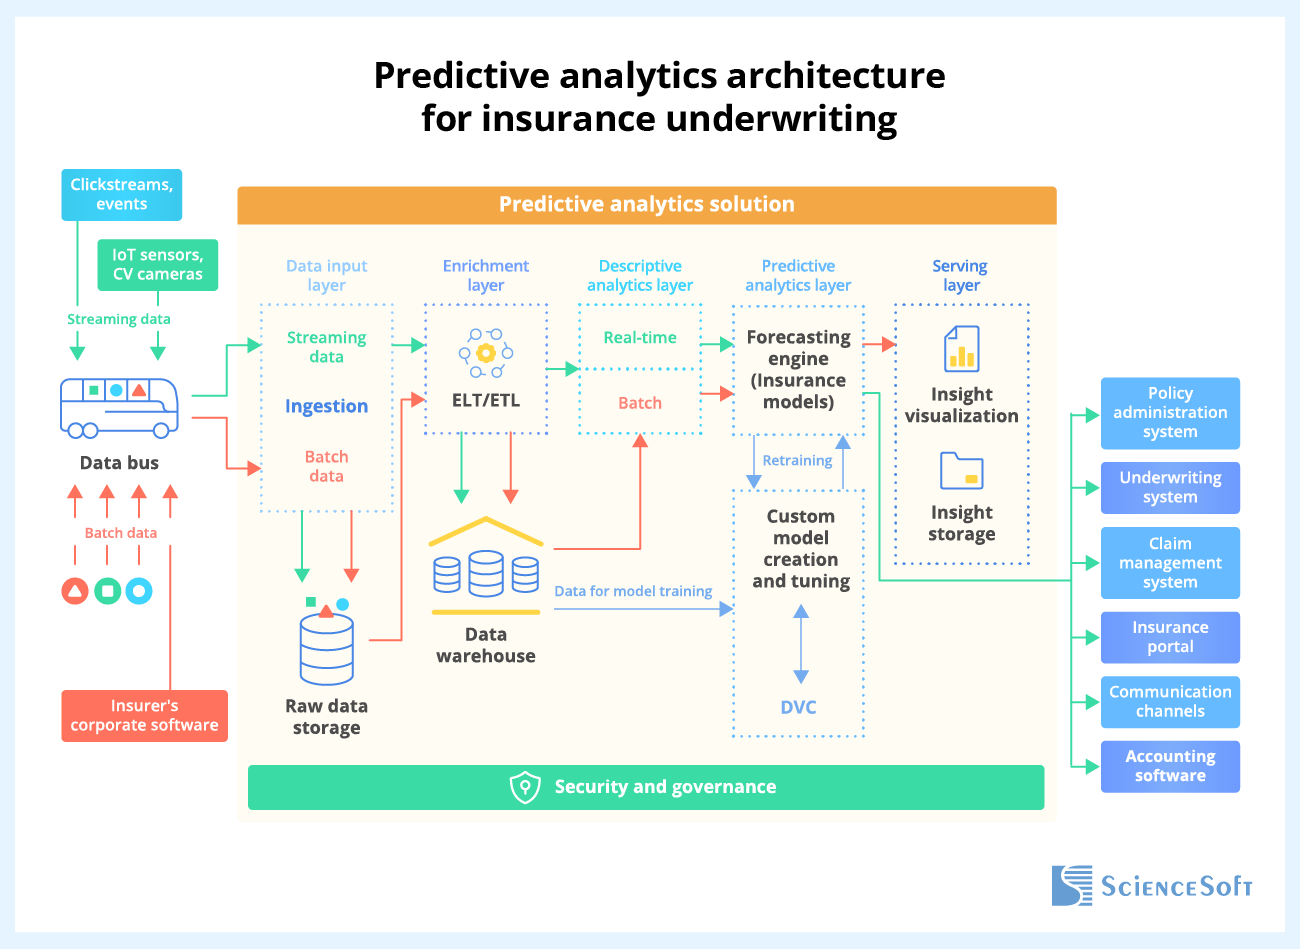 Predictive analytics architecture
for insurance underwriting
Clickstreams,
events
IoT sensors,
CV cameras
Streaming data
Data bus
Batch data
Insurer's
corporate software
Predictive analytics solution
Data input
layer
Streaming
data
Ingestion
Batch
data
Raw data
storage
Enrichment
layer
ELT/ETL
Data
warehouse
Descriptive
analytics layer
Real-time
Batch
Data for model training
Predictive
analytics layer
Forecasting
engine
(Insurance
models)
Retraining
Custom
model
creation
and tuning
DVC
Serving
layer
Insight
visualization
Insight
storage
Security and governance
Policy
administration
system
Underwriting
system
Claim
management
system
Insurance
portal
Communication
channels
Accounting
software
ScienceSoft